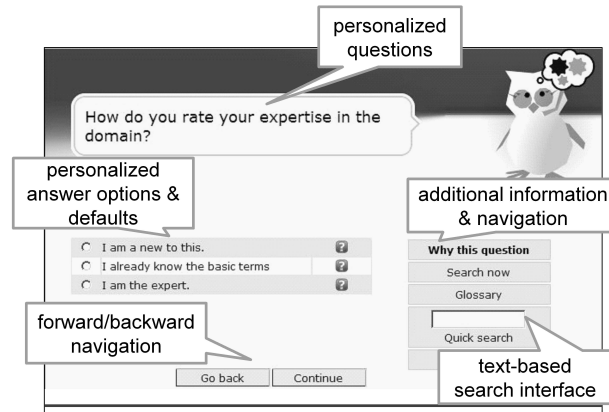 personalized
questions
How do you rate your expertise in the
domain?
personalized
answer options &
defaults
additional information
& navigation
I am a new to this. ?
I already know the basic terms ?
I am the expert. ?
Why this question
Search now
Glossary
Quick search
forward/backward
navigation
Go back Continue
text-based
search interface